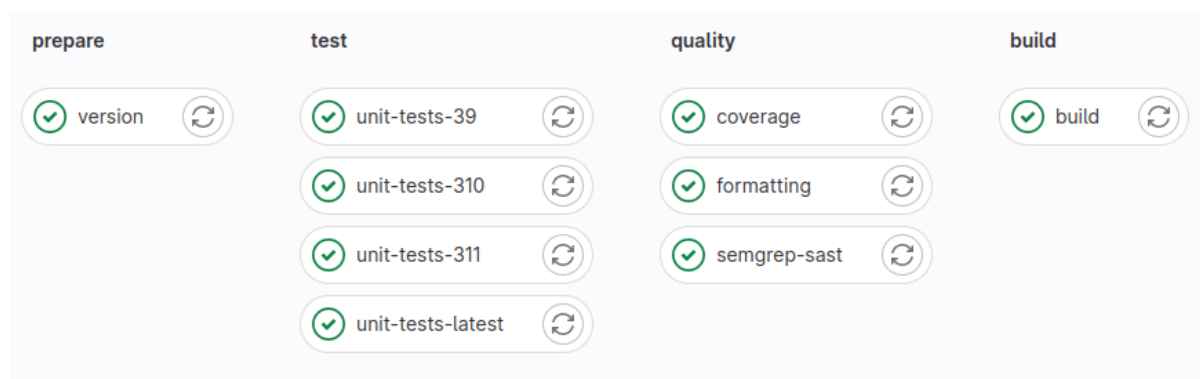 prepare
version
test
unit-tests-39
unit-tests-310
unit-tests-311
unit-tests-latest
quality
coverage
formatting
semgrep-sast
build
build